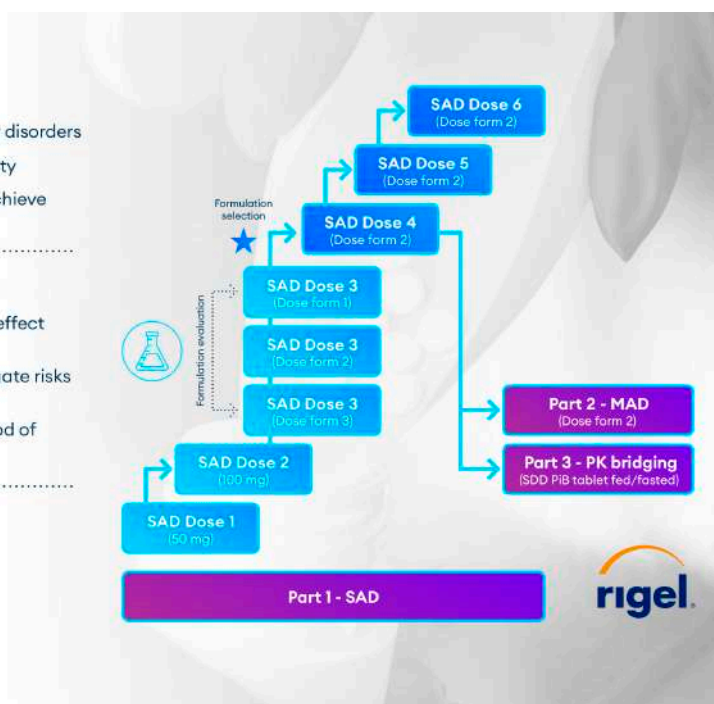 disorders
ty
chieve
effect
gate risks
od of
SAD Dose 6
(Dose form 2)
SAD Dose 5
(Dose form 2)
Formulation
selection
SAD Dose 4
(Dose form 2)
SAD Dose 3
(Dose form 1)
Formulation evaluation
SAD Dose 3
(Dose form 2)
SAD Dose 3
(Dose form 3)
Part 2 - MAD
(Dose form 2)
SAD Dose 2
(100 mg)
Part 3 - PK bridging
(SDD PiB tablet fed/fasted)
SAD Dose 1
(50 mg)
Part 1 - SAD
rigel®